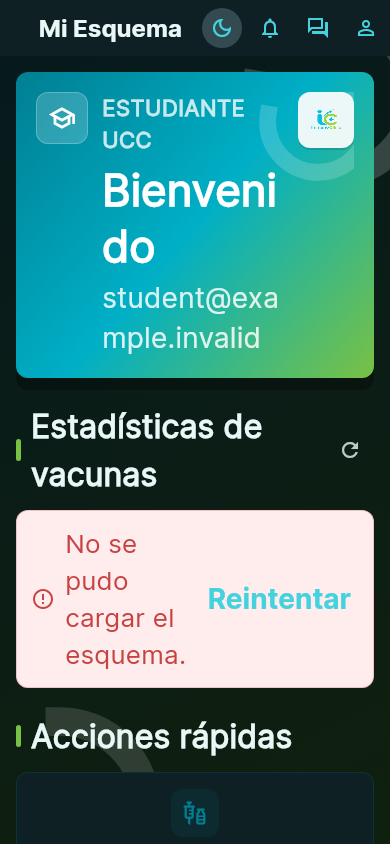 Mi Esquema
ESTUDIANTE
UCC
Bienveni
do
student@exa
mple.invalid
Estadísticas de
vacunas
No se
pudo
cargar el
esquema.
Reintentar
Acciones rápidas